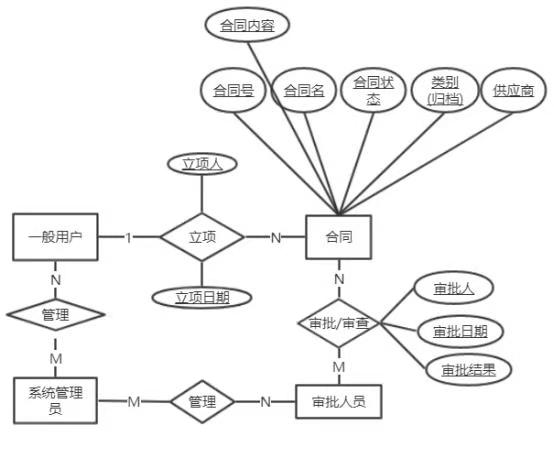 合同内容
合同号
合同名
合同状
态
类别
(归档)
供应商
立项人
一般用户
1
立项
N
合同
立项日期
N
N
管理
审批/审查
审批人
审批日期
审批结果
M
M
系统管理
员
M
管理
N
审批人员